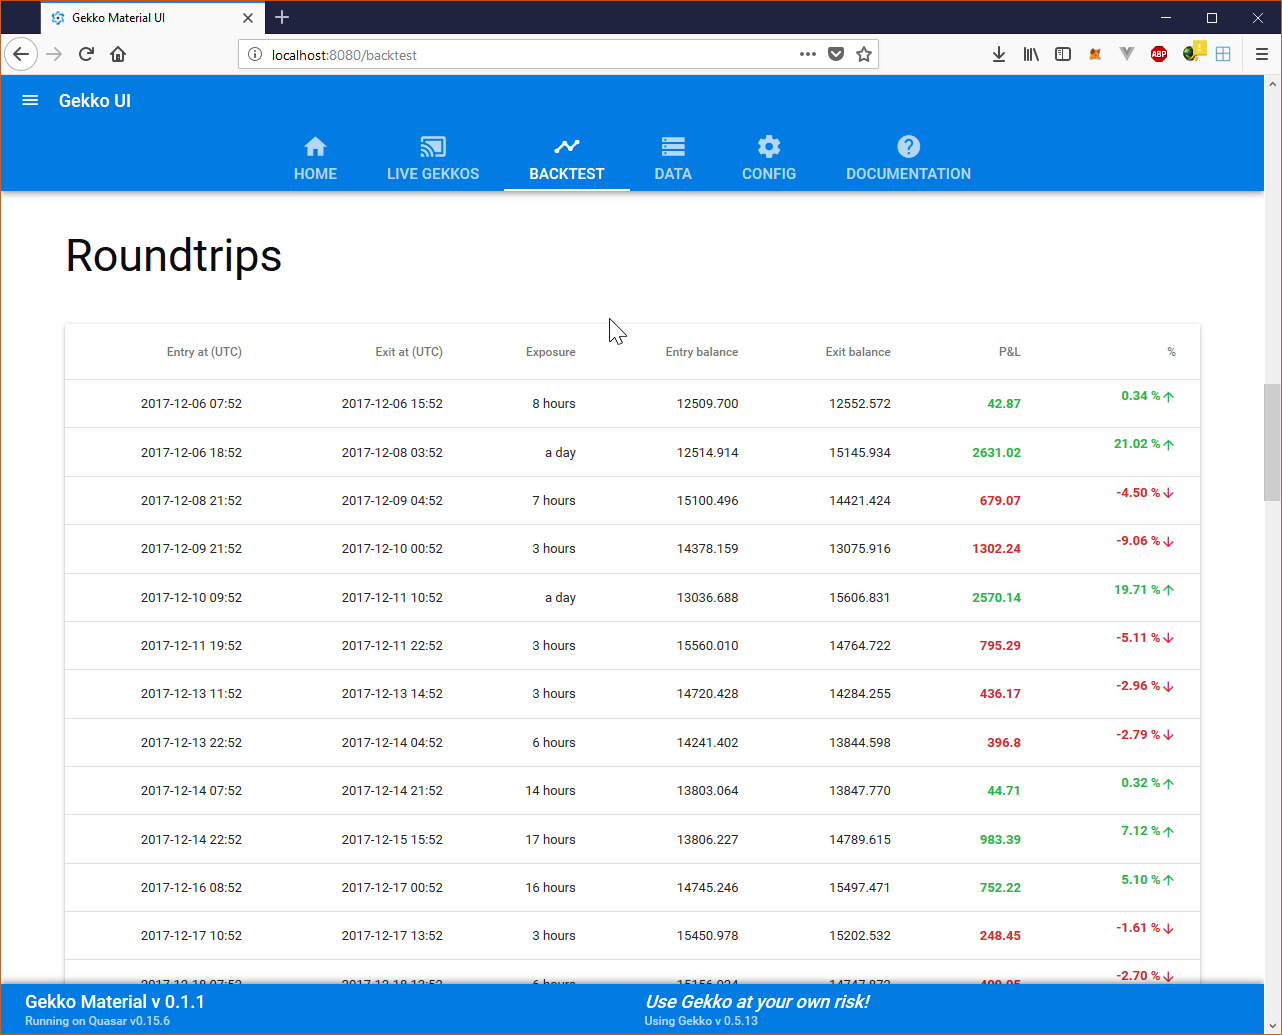 Gekko Material UI
localhost:8080/backtest
ABP
Gekko UI
HOME LIVE GEKKOS BACKTEST DATA CONFIG DOCUMENTATION
Roundtrips
Entry at (UTC) Exit at (UTC) Exposure Entry balance Exit balance P&L %
2017-12-06 07:52 2017-12-06 15:52 8 hours 12509.700 12552.572 42.87 0.34 %
2017-12-06 18:52 2017-12-08 03:52 a day 12514.914 15145.934 2631.02 21.02 %
2017-12-08 21:52 2017-12-09 04:52 7 hours 15100.496 14421.424 679.07 -4.50 %
2017-12-09 21:52 2017-12-10 00:52 3 hours 14378.159 13075.916 1302.24 -9.06 %
2017-12-10 09:52 2017-12-11 10:52 a day 13036.688 15606.831 2570.14 19.71 %
2017-12-11 19:52 2017-12-11 22:52 3 hours 15560.010 14764.722 795.29 -5.11 %
2017-12-13 11:52 2017-12-13 14:52 3 hours 14720.428 14284.255 436.17 -2.96 %
2017-12-13 22:52 2017-12-14 04:52 6 hours 14241.402 13844.598 396.8 -2.79 %
2017-12-14 07:52 2017-12-14 21:52 14 hours 13803.064 13847.770 44.71 0.32 %
2017-12-14 22:52 2017-12-15 15:52 17 hours 13806.227 14789.615 983.39 7.12 %
2017-12-16 08:52 2017-12-17 00:52 16 hours 14745.246 15497.471 752.22 5.10 %
2017-12-17 10:52 2017-12-17 13:52 3 hours 15450.978 15202.532 248.45 -1.61 %
-2.70 %
Gekko Material v 0.1.1 Use Gekko at your own risk!
Running on Quasar v0.15.6 Using Gekko v 0.5.13